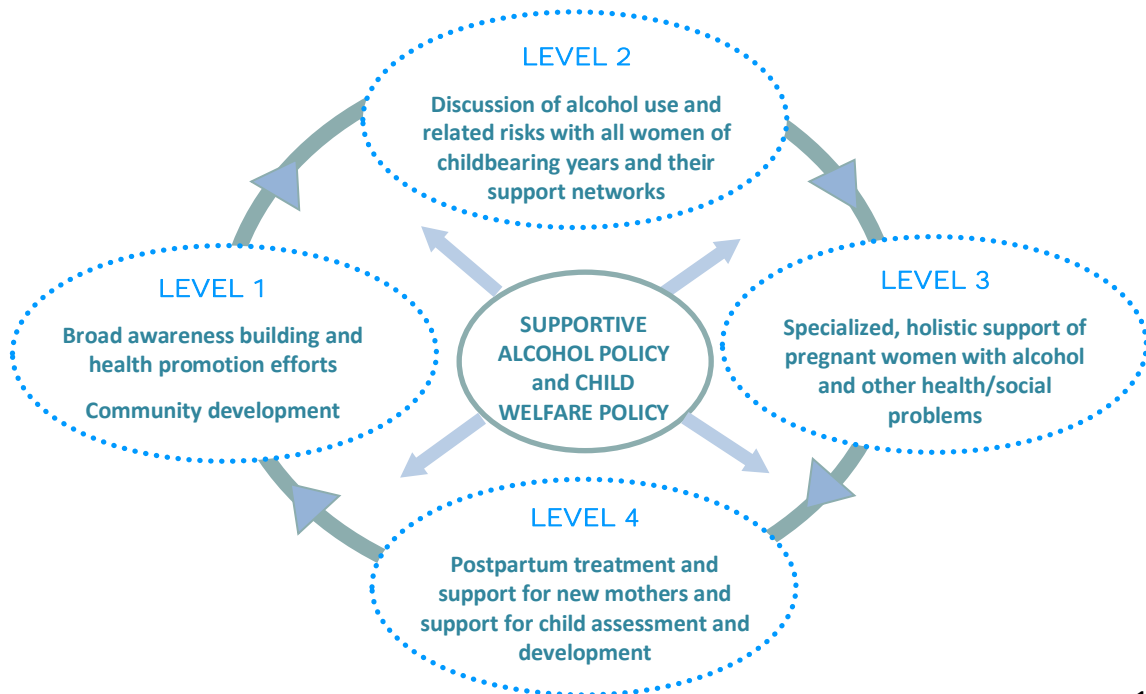 LEVEL 2
Discussion of alcohol use and
related risks with all women of
childbearing years and their
support networks
LEVEL 1
Broad awareness building and
health promotion efforts
Community development
SUPPORTIVE
ALCOHOL POLICY
and CHILD
WELFARE POLICY
LEVEL 3
Specialized, holistic support of
pregnant women with alcohol
and other health/social
problems
LEVEL 4
Postpartum treatment and
support for new mothers and
support for child assessment and
development